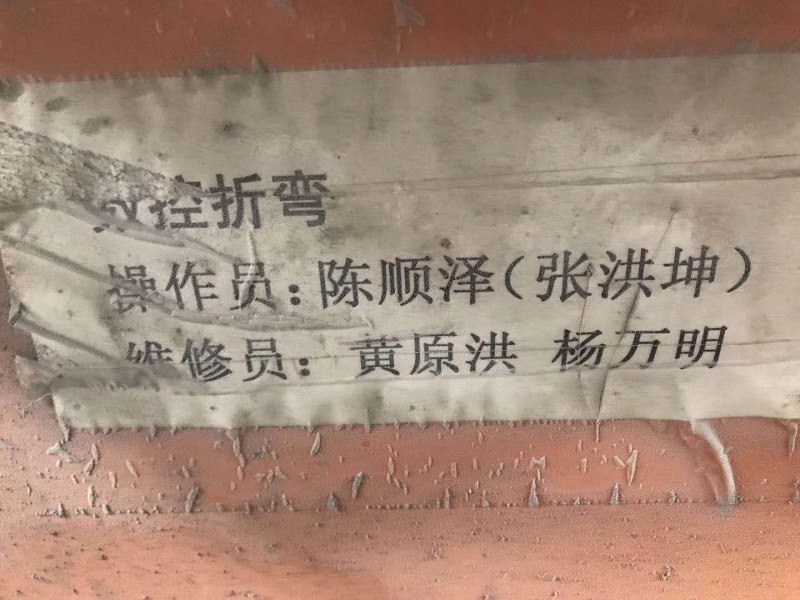 数控折弯
操作员：陈顺泽（张洪坤）
维修员： 黄原洪 杨万明